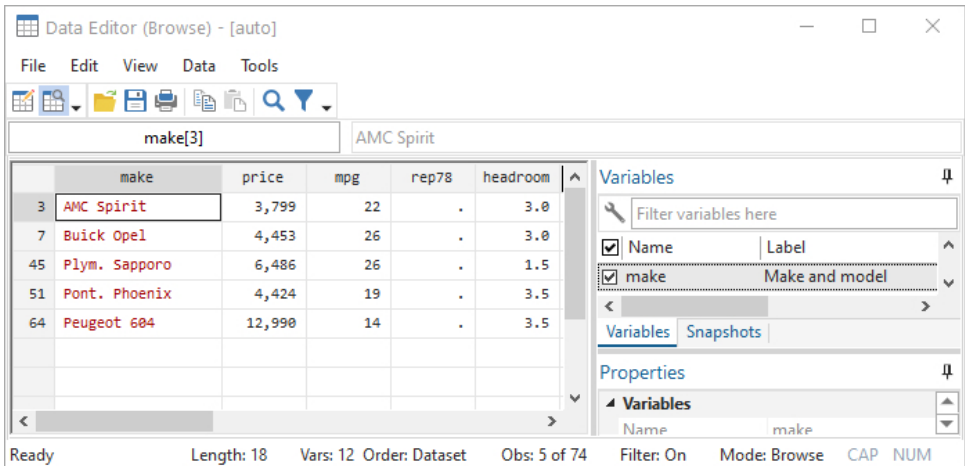 Data Editor (Browse) - [auto]
File Edit View Data Tools
make[3] AMC Spirit
make price mpg rep78 headroom
3 AMC Spirit 3,799 22 . 3.0
7 Buick Opel 4,453 26 . 3.0
45 Plym. Sapporo 6,486 26 . 1.5
51 Pont. Phoenix 4,424 19 . 3.5
64 Peugeot 604 12,990 14 . 3.5
Variables
Filter variables here
Name Label
make Make and model
Variables Snapshots
Properties
Variables
Name make
Ready Length: 18 Vars: 12 Order: Dataset Obs: 5 of 74 Filter: On Mode: Browse CAP NUM